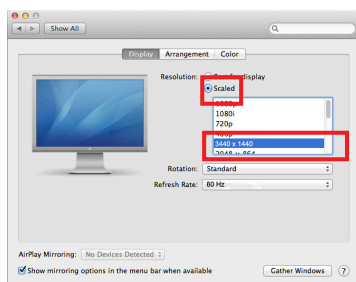 Show All
Display Arrangement Color
Resolution: display
Scaled
1080i
720p
3440 x 1440
Rotation: Standard
Refresh Rate: 60 Hz
AirPlay Mirroring: No Devices Detected
Show mirroring options in the menu bar when available
Gather Windows ?